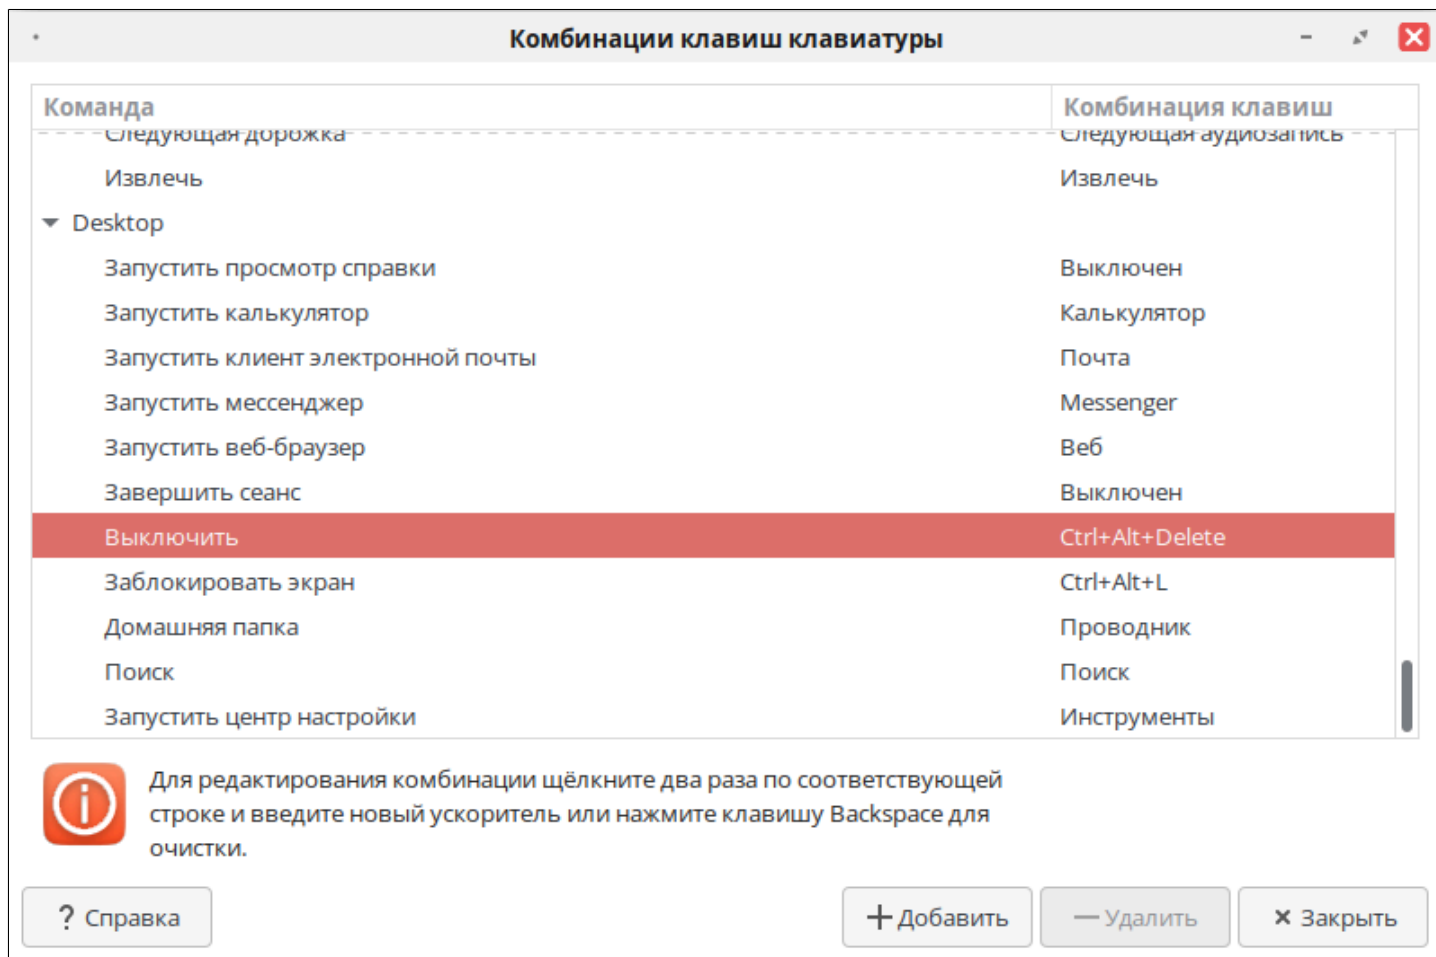 Комбинации клавиш клавиатуры
Команда Комбинация клавиш
Следующая дорожка Следующая аудиозапись
Извлечь Извлечь
Desktop
Запустить просмотр справки Выключен
Запустить калькулятор Калькулятор
Запустить клиент электронной почты Почта
Запустить мессенджер Messenger
Запустить веб-браузер Веб
Завершить сеанс Выключен
Выключить Ctrl+Alt+Delete
Заблокировать экран Ctrl+Alt+L
Домашняя папка Проводник
Поиск Поиск
Запустить центр настройки Инструменты
Для редактирования комбинации щёлкните два раза по соответствующей
строке и введите новый ускоритель или нажмите клавишу Backspace для
очистки.
? Справка Добавить Удалить Закрыть